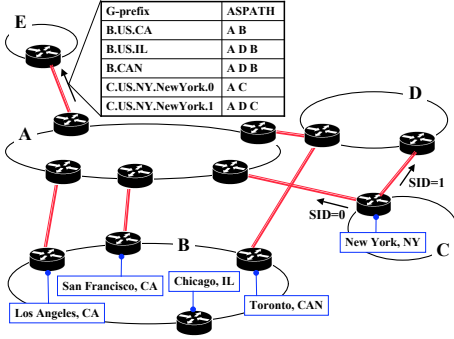 G-prefix ASPATH
B.US.CA A B
B.US.IL A D B
B.CAN A D B
C.US.NY.NewYork.0 A C
C.US.NY.NewYork.1 A D C
E
D
A
SID=1
SID=0
New York, NY
C
B
San Francisco, CA
Chicago, IL
Los Angeles, CA
Toronto, CAN